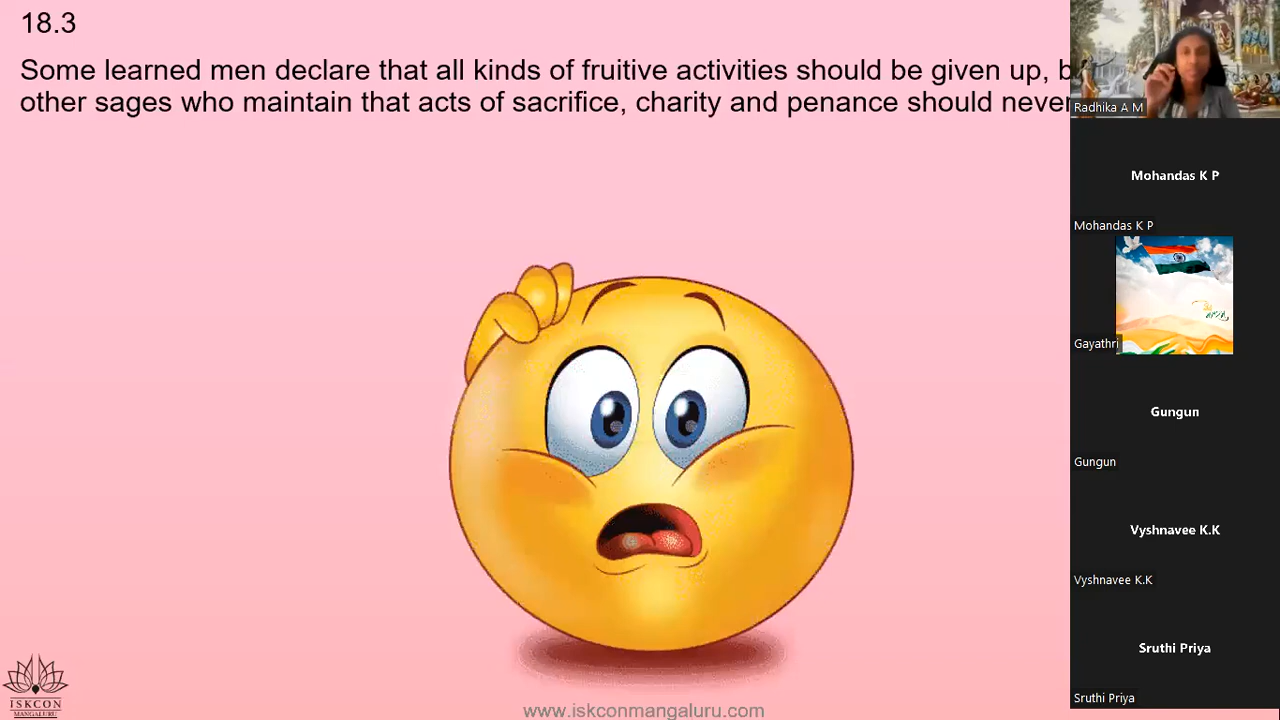 18.3
Some learned men declare that all kinds of fruitive activities should be given up,
other sages who maintain that acts of sacrifice, charity and penance should never
Radhika A M
Mohandas K P
Mohandas K P
Gayathri
Gungun
Gungun
Vyshnavee K.K
Vyshnavee K.K
Sruthi Priya
Sruthi Priya
ISKCON
MANGALURU
www.iskconmangaluru.com